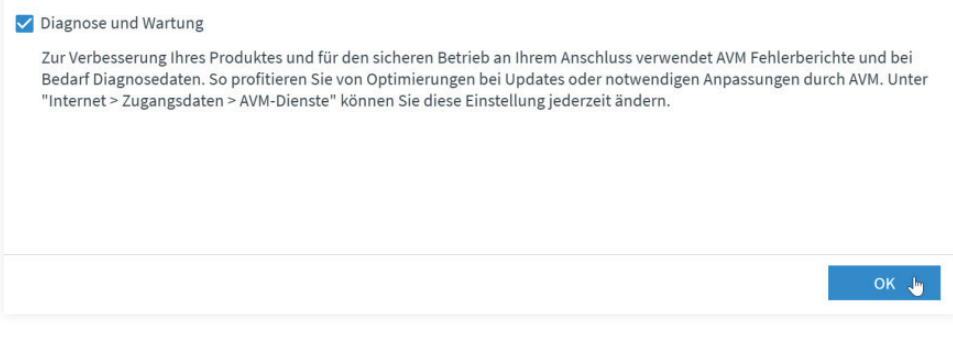 Diagnose und Wartung
Zur Verbesserung Ihres Produktes und für den sicheren Betrieb an Ihrem Anschluss verwendet AVM Fehlerberichte und bei
Bedarf Diagnosedaten. So profitieren Sie von Optimierungen bei Updates oder notwendigen Anpassungen durch AVM. Unter
"Internet > Zugangsdaten > AVM-Dienste" können Sie diese Einstellung jederzeit ändern.
OK